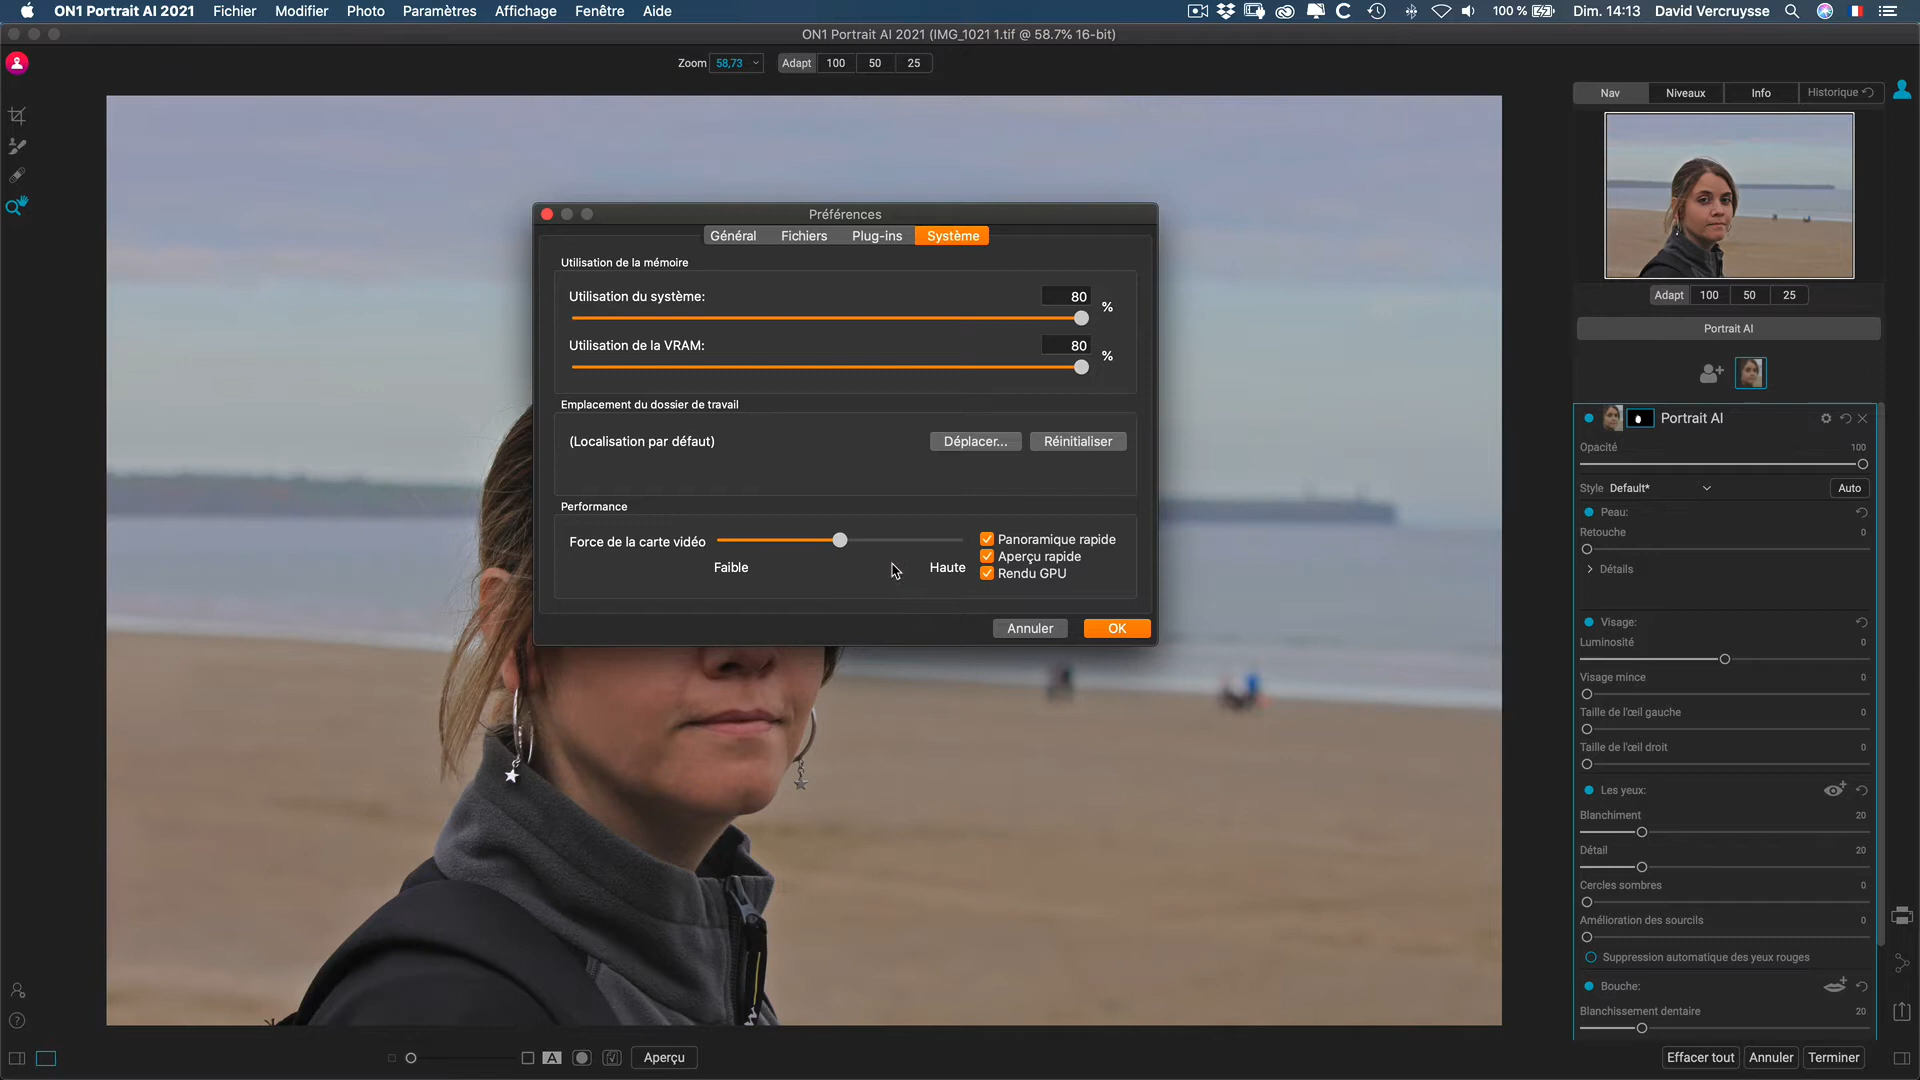 ON1 Portrait AI 2021 Fichier Modifier Photo Paramètres Affichage Fenêtre Aide
100 % Dim. 14:13 David Vercruysse
ON1 Portrait AI 2021 (IMG_1021 1.tif @ 58.7% 16-bit)
Zoom 58,73 Adapt 100 50 25
Nav Niveaux Info Historique
Adapt 100 50 25
Portrait AI
Portrait AI
Opacité 100
Style Default* Auto
Peau:
Retouche
Détails
Visage:
Luminosité 0
Visage mince 0
Taille de l'œil gauche 0
Taille de l'œil droit 0
Les yeux:
Blanchiment 20
Détail 20
Cercles sombres 0
Amélioration des sourcils 0
Suppression automatique des yeux rouges
Bouche:
Blanchissement dentaire 20
Effacer tout Annuler Terminer
Préférences
Général Fichiers Plug-ins Système
Utilisation de la mémoire
Utilisation du système: 80 %
Utilisation de la VRAM: 80 %
Emplacement du dossier de travail
(Localisation par défaut) Déplacer... Réinitialiser
Performance
Force de la carte vidéo
Faible Haute
Panoramique rapide
Aperçu rapide
Rendu GPU
Annuler OK
A Aperçu